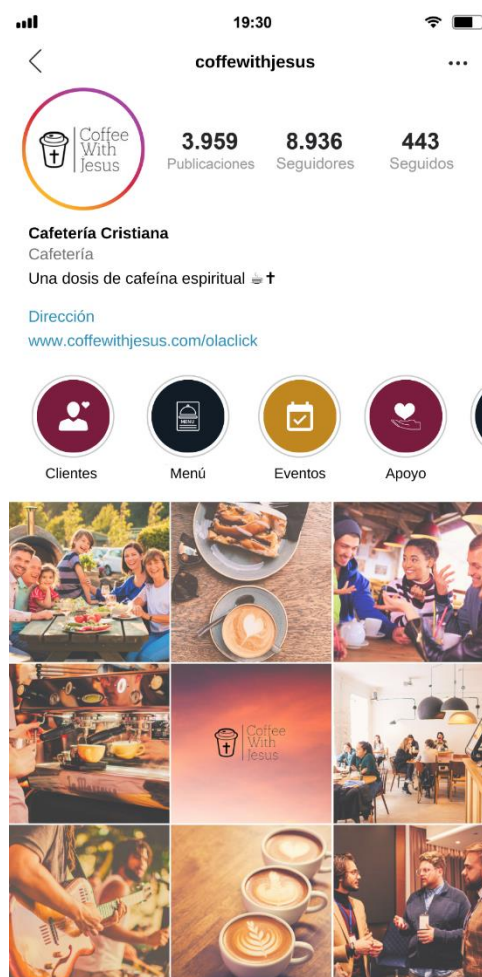 19:30
coffewithjesus
Coffee
With
Jesus
3.959
8.936
443
Publicaciones
Seguidores
Seguidos
Cafetería Cristiana
Cafetería
Una dosis de cafeína espiritual ☕✝
Dirección
www.coffewithjesus.com/olaclick
MENU
Clientes
Menú
Eventos
Apoyo
Coffee
With
Jesus